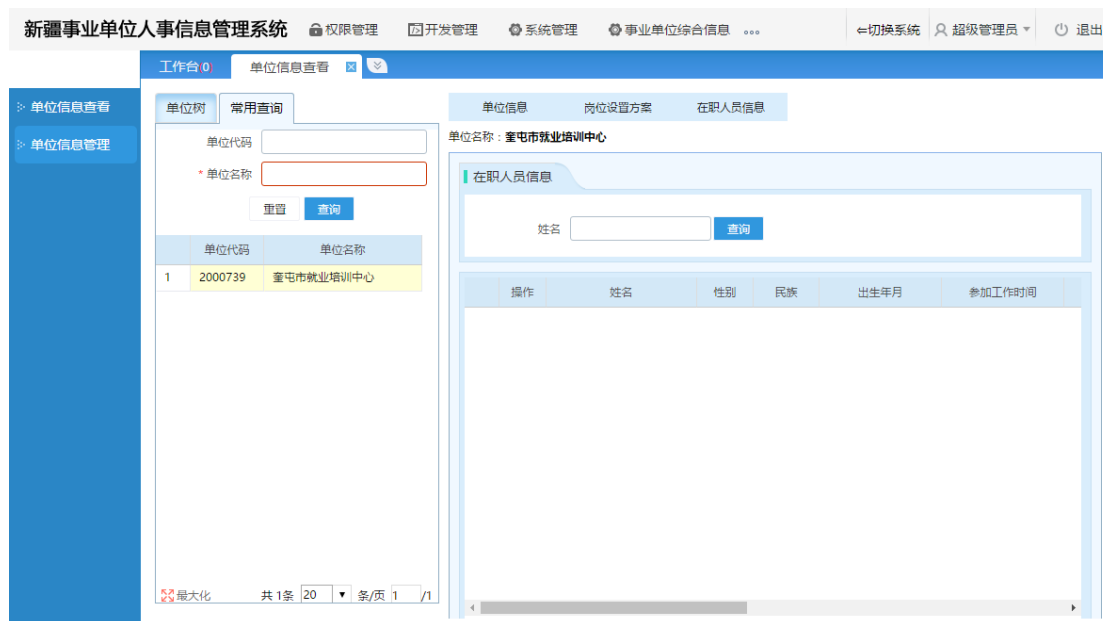 新疆事业单位人事信息管理系统 权限管理 开发管理 系统管理 事业单位综合信息 ⇐切换系统 超级管理员 退出
工作台(0) 单位信息查看
单位信息查看
单位信息管理
单位树 常用查询
单位代码
* 单位名称
重置 查询
单位代码 单位名称
1 2000739 奎屯市就业培训中心
最大化 共 1条 20 条/页 1 /1
单位信息 岗位设置方案 在职人员信息
单位名称：奎屯市就业培训中心
在职人员信息
姓名 查询
操作 姓名 性别 民族 出生年月 参加工作时间